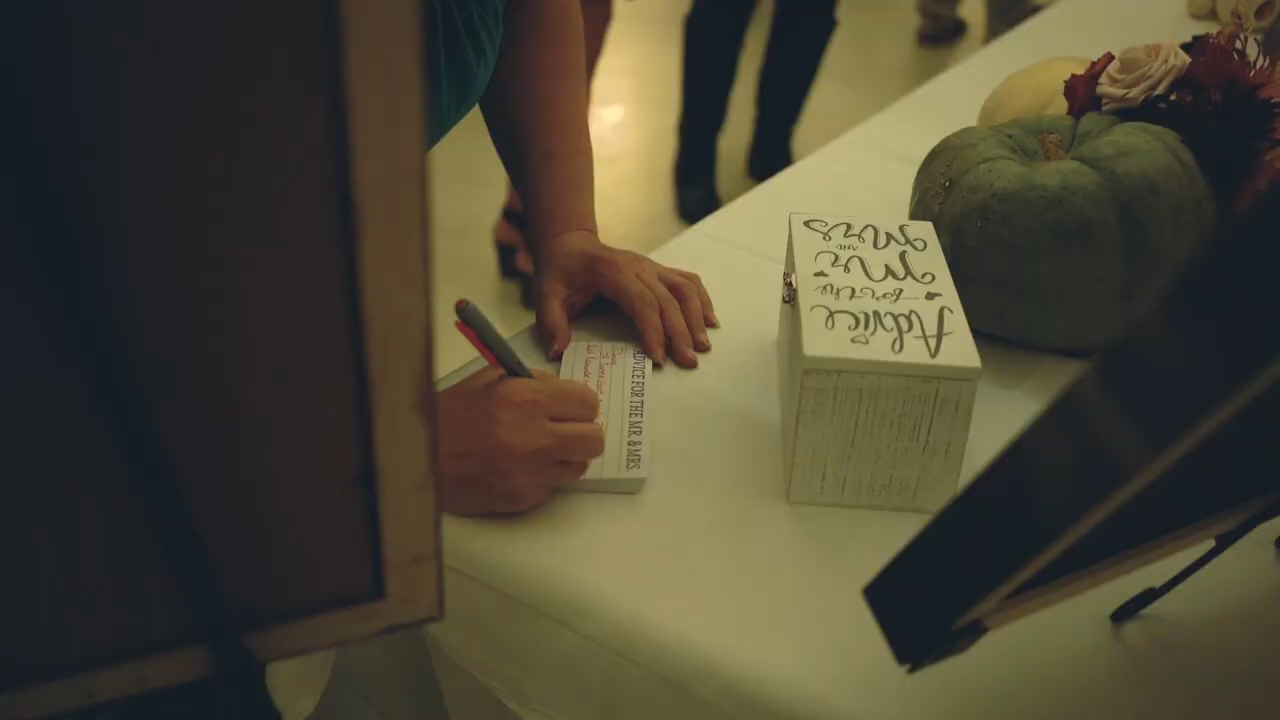 Advice
for the
Mr
AND
Mrs
ADVICE FOR THE MR. & MRS.